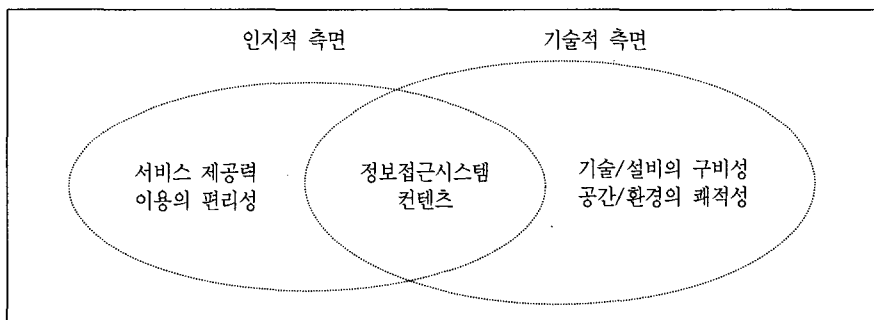 인지적 측면
기술적 측면
서비스 제공력
이용의 편리성
정보접근시스템
컨텐츠
기술/설비의 구비성
공간/환경의 쾌적성